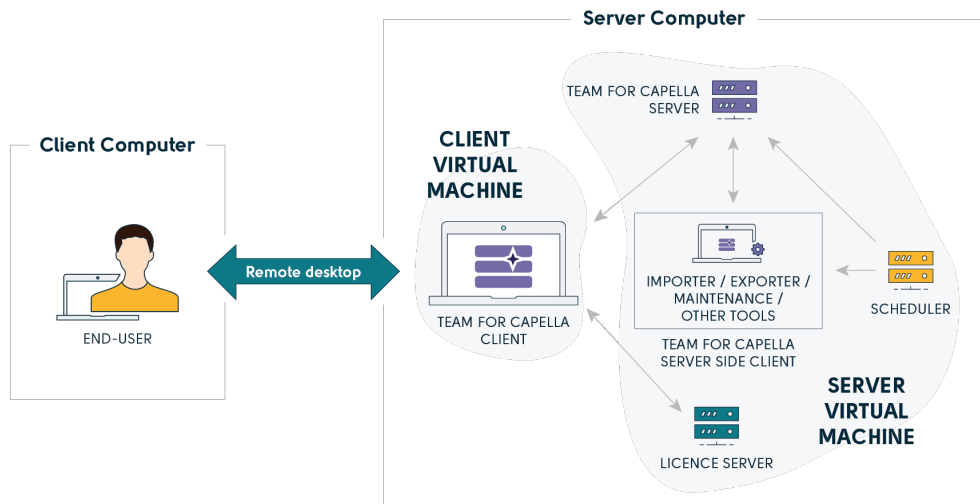 Server Computer
TEAM FOR CAPELLA
SERVER
Client Computer
CLIENT
VIRTUAL
MACHINE
Remote desktop
IMPORTER / EXPORTER /
MAINTENANCE /
OTHER TOOLS
SCHEDULER
TEAM FOR CAPELLA
CLIENT
END-USER
TEAM FOR CAPELLA
SERVER SIDE CLIENT
SERVER
VIRTUAL
MACHINE
LICENCE SERVER